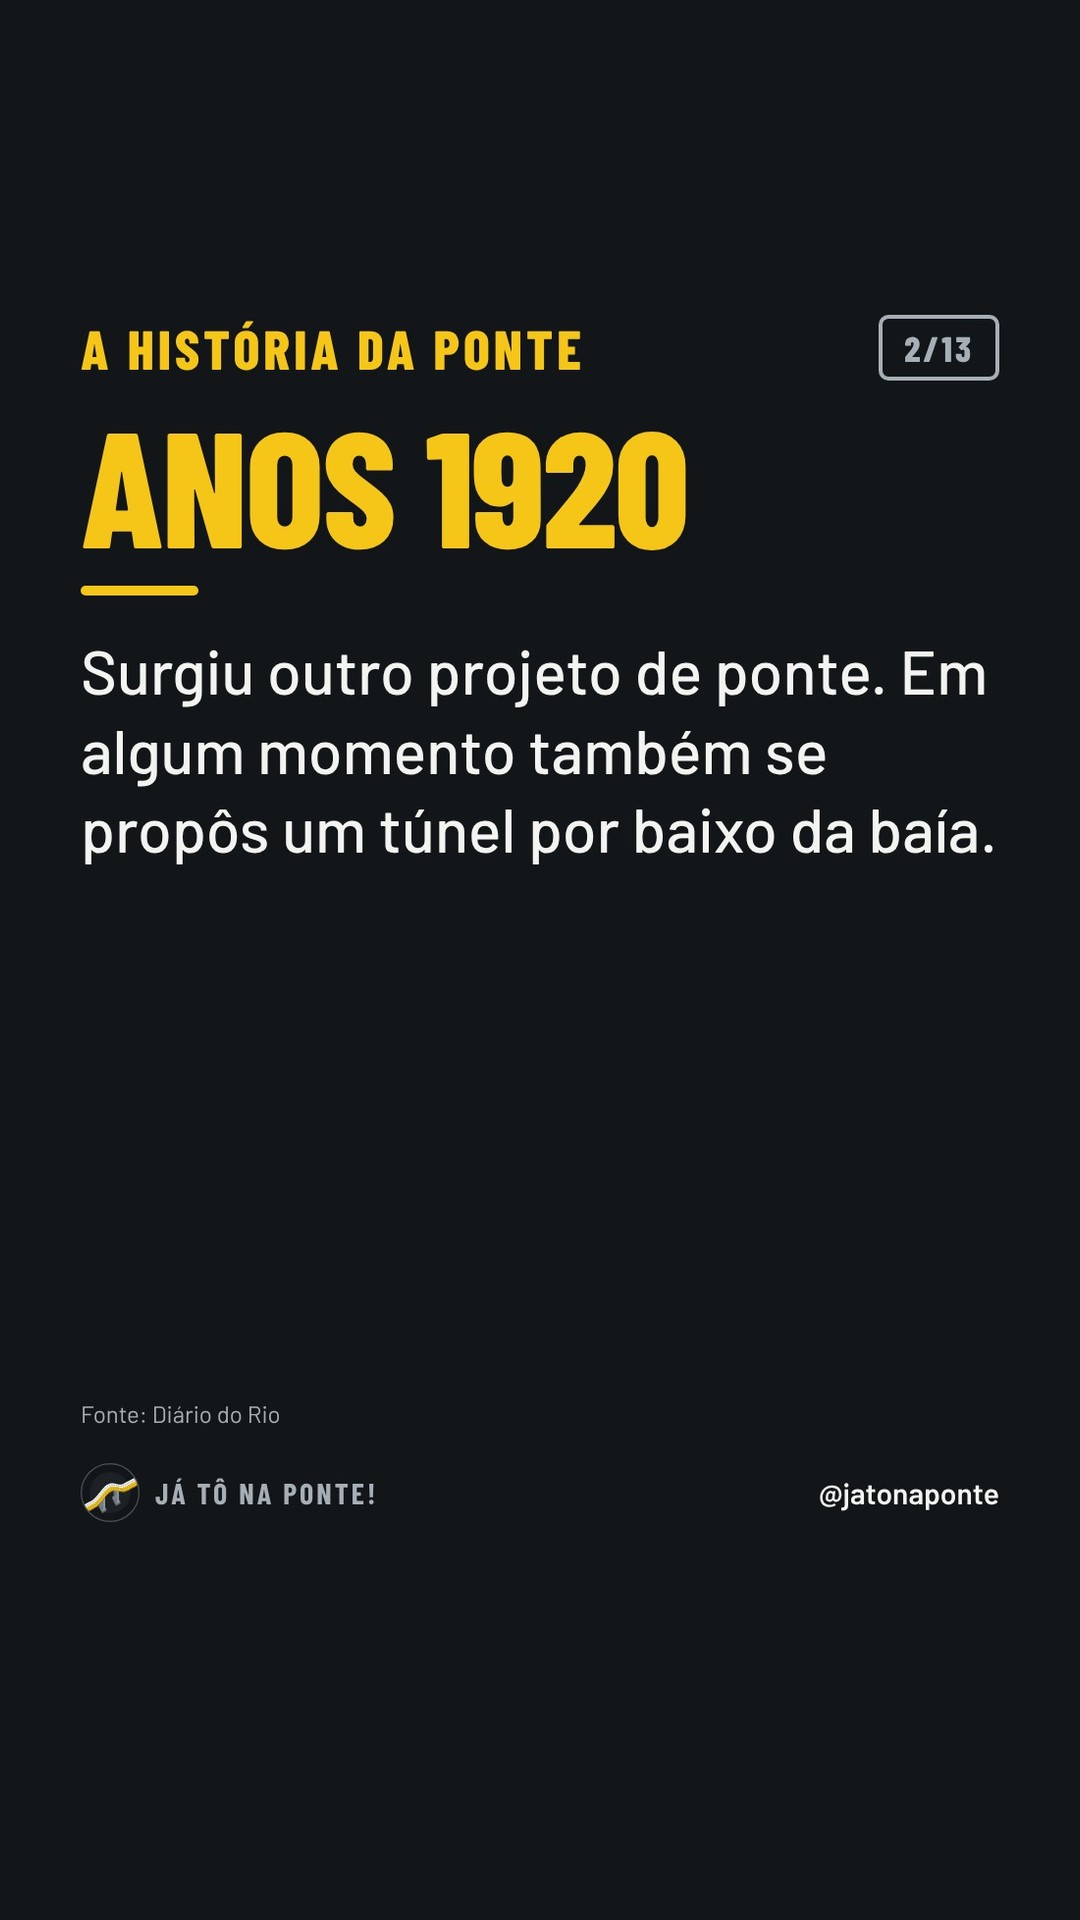 A HISTÓRIA DA PONTE
2/13
ANOS 1920
Surgiu outro projeto de ponte. Em
algum momento também se
propôs um túnel por baixo da baía.
Fonte: Diário do Rio
JÁ TÔ NA PONTE!
@jatonaponte